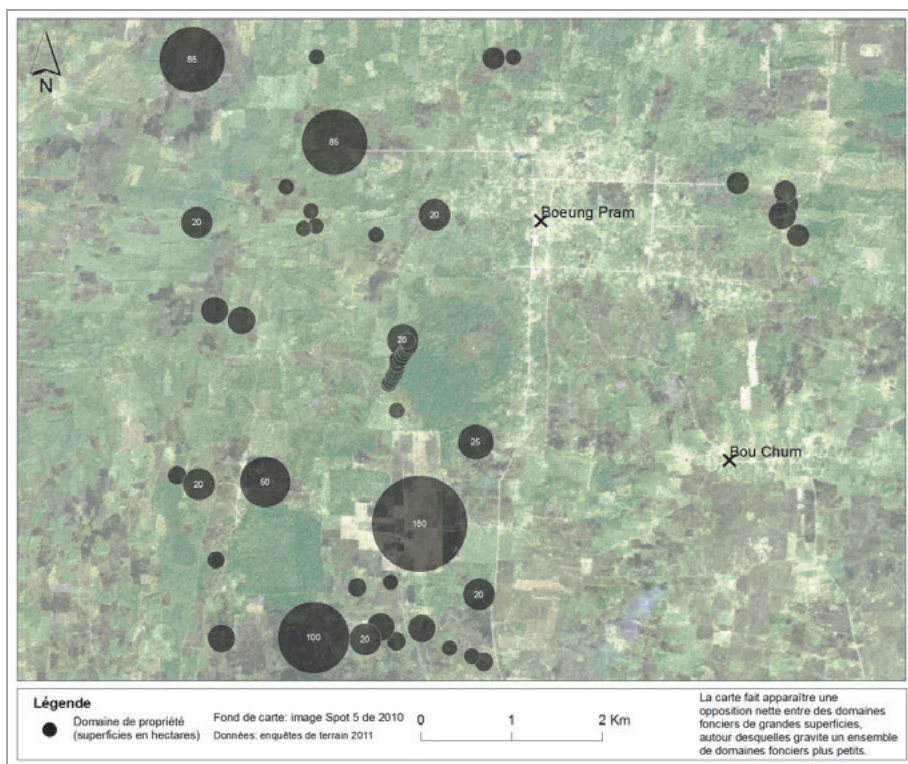 85
N
85
20
20
Boeung Pram
20
25
Bou Chum
20
50
180
20
100
20
Légende
Domaine de propriété
(superficies en hectares)
Fond de carte: image Spot 5 de 2010
Données: enquêtes de terrain 2011
0 1 2 Km
La carte fait apparaître une
opposition nette entre des domaines
fonciers de grandes superficies,
autour desquelles gravite un ensemble
de domaines fonciers plus petits.